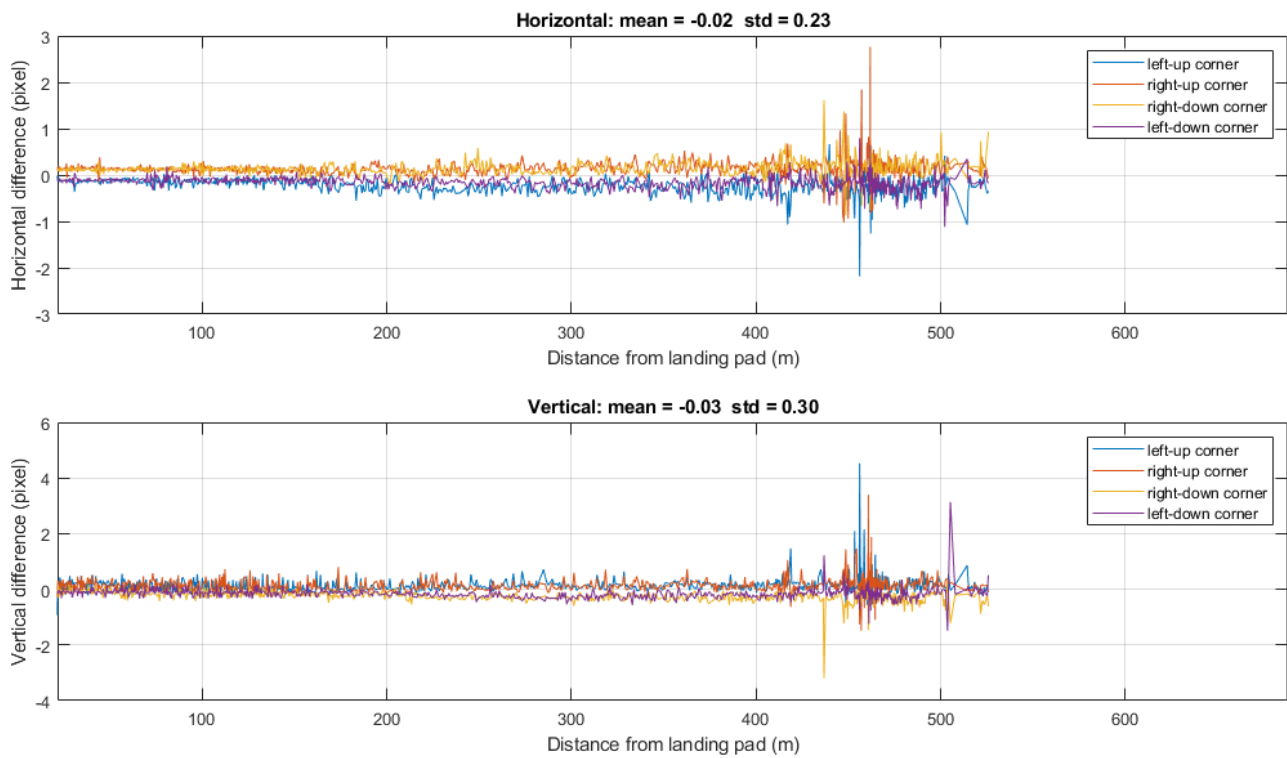 Horizontal: mean = -0.02 std = 0.23
3
2
1
0
-1
-2
-3
Horizontal difference (pixel)
left-up corner
right-up corner
right-down corner
left-down corner
100 200 300 400 500 600
Distance from landing pad (m)
Vertical: mean = -0.03 std = 0.30
6
4
2
0
-2
-4
Vertical difference (pixel)
left-up corner
right-up corner
right-down corner
left-down corner
100 200 300 400 500 600
Distance from landing pad (m)